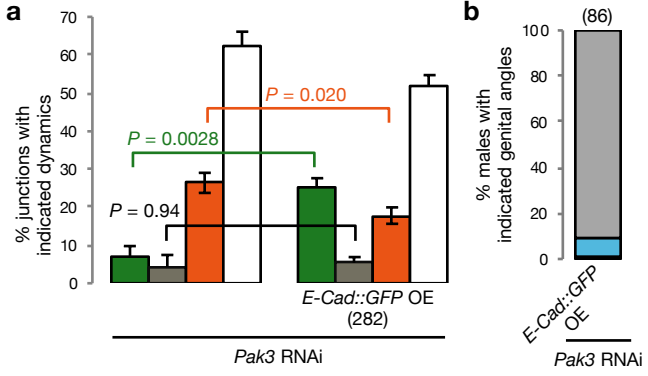 a
% junctions with
indicated dynamics
70
60
50
40
30
20
10
0
P = 0.020
P = 0.0028
P = 0.94
E-Cad::GFP OE
(282)
Pak3 RNAi
b
(86)
% males with
indicated genital angles
100
80
60
40
20
0
E-Cad::GFP
OE
Pak3 RNAi